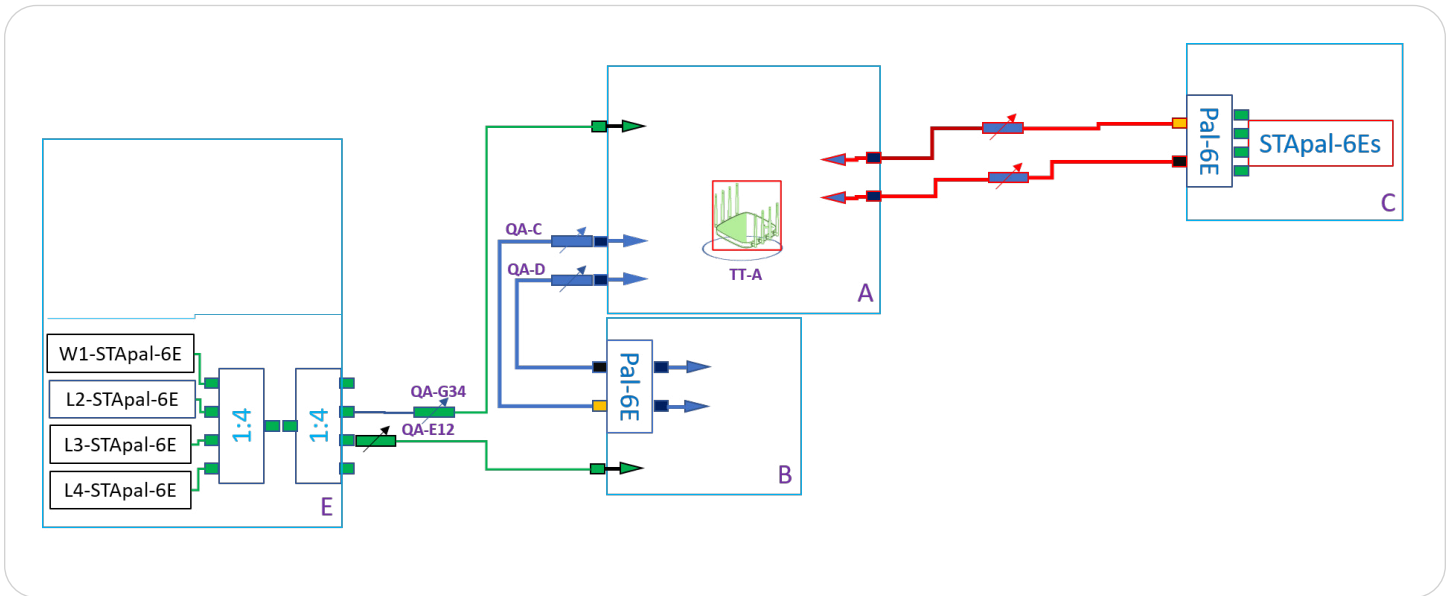 W1-STApal-6E
L2-STApal-6E
L3-STApal-6E
L4-STApal-6E
1:4
1:4
E
QA-G34
QA-E12
QA-C
QA-D
TT-A
A
Pal-6E
B
Pal-6E
STApal-6Es
C